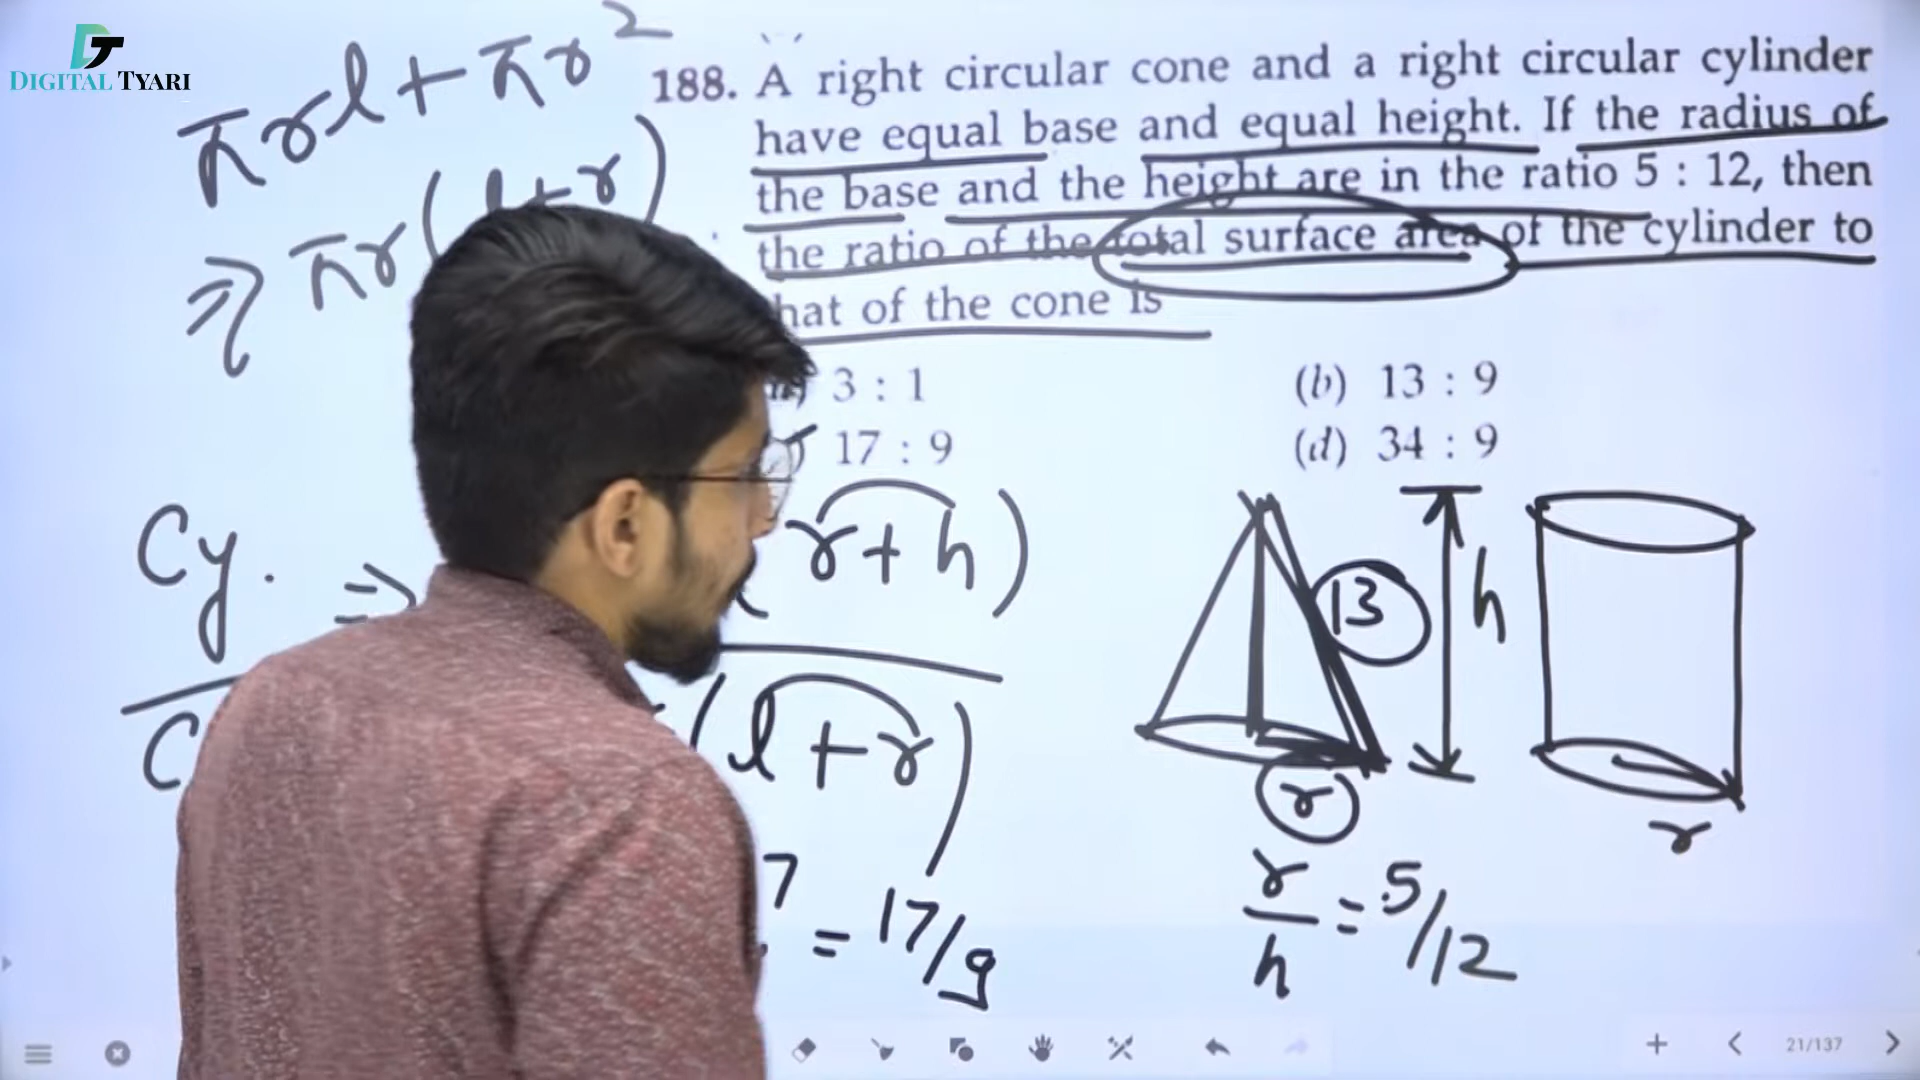 DIGITAL TYARI
πrl + πr²
⇒ πr(l+r)
188. A right circular cone and a right circular cylinder
have equal base and equal height. If the radius of
the base and the height are in the ratio 5 : 12, then
the ratio of the total surface area of the cylinder to
hat of the cone is
3 : 1
(b) 13 : 9
17 : 9
(d) 34 : 9
Cy. ⇒ (r+h)
C (l+r)
7 = 17/9
13
h
r
r
r/h = 5/12
21/137